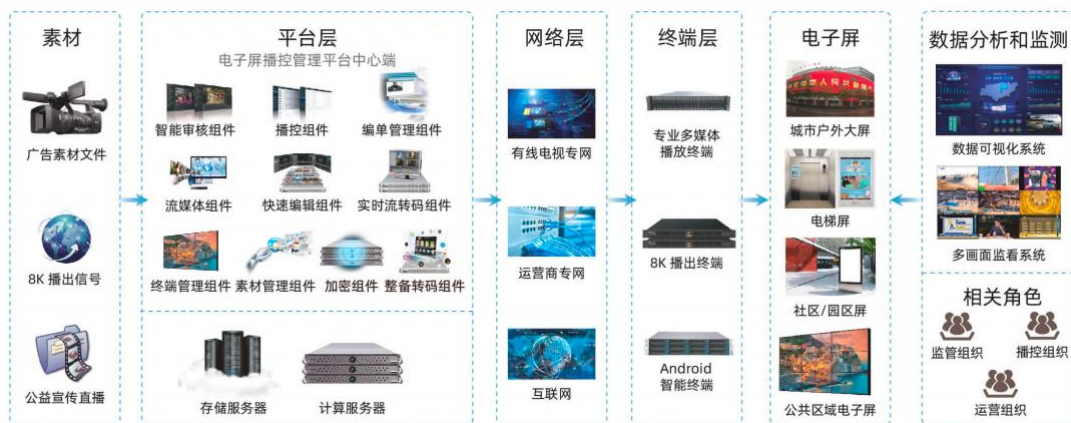 素材
广告素材文件
8K 播出信号
公益宣传直播
平台层
电子屏播控管理平台中心端
智能审核组件
播控组件
编单管理组件
流媒体组件
快速编辑组件
实时流转码组件
终端管理组件
素材管理组件
加密组件
整备转码组件
存储服务器
计算服务器
网络层
有线电视专网
运营商专网
互联网
终端层
专业多媒体
播放终端
8K 播出终端
Android
智能终端
电子屏
城市户外大屏
电梯屏
社区/园区屏
公共区域电子屏
数据分析和监测
数据可视化系统
多画面监看系统
相关角色
监管组织
播控组织
运营组织